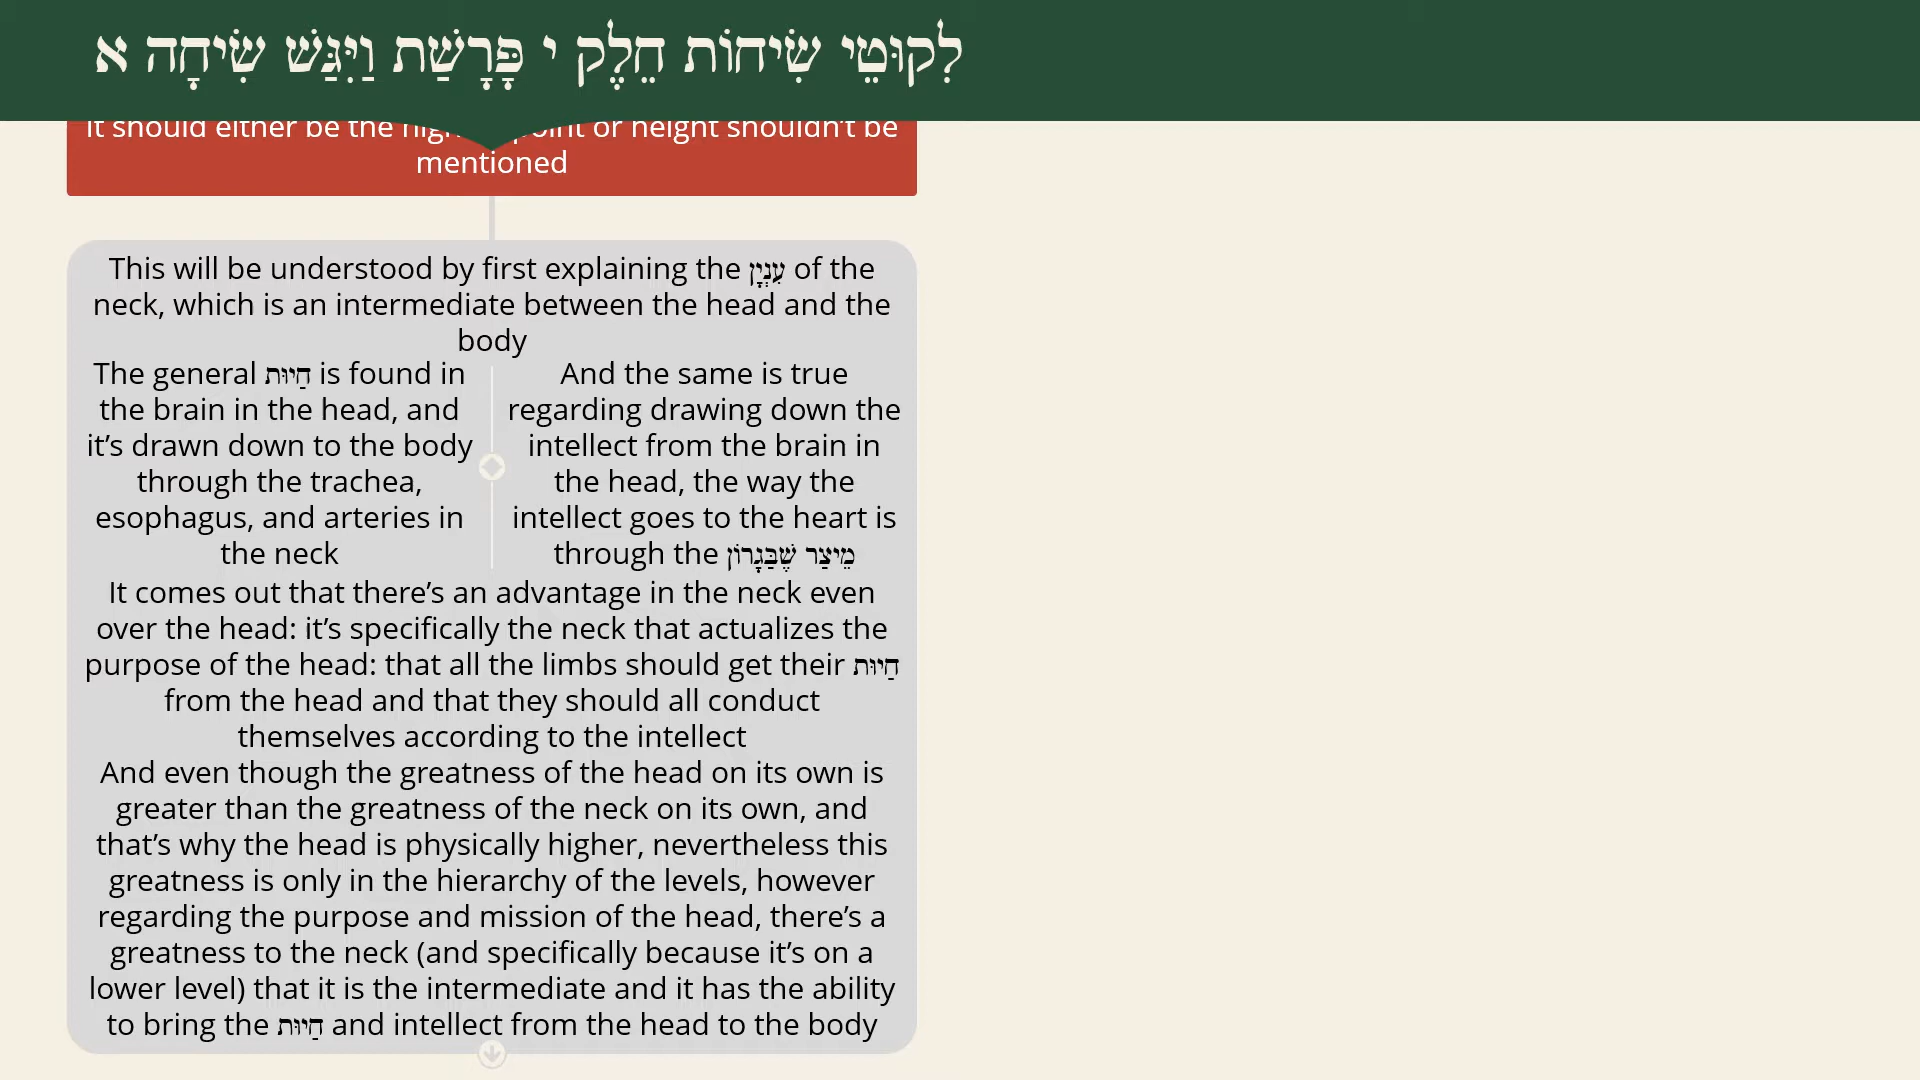 לִקוּטֵי שִׂיחוֹת חֵלֶק י פָּרָשַׁת וַיִּגַּשׁ שִׂיחָה א
it should either be the point or height shouldn't be
mentioned
This will be understood by first explaining the עִנְיָן of the
neck, which is an intermediate between the head and the
body
The general חַיוּת is found in
the brain in the head, and
it’s drawn down to the body
through the trachea,
esophagus, and arteries in
the neck
And the same is true
regarding drawing down the
intellect from the brain in
the head, the way the
intellect goes to the heart is
through the מֵיצַר שֶׁבַּגָרוֹן
It comes out that there’s an advantage in the neck even
over the head: it’s specifically the neck that actualizes the
purpose of the head: that all the limbs should get their חַיוּת
from the head and that they should all conduct
themselves according to the intellect
And even though the greatness of the head on its own is
greater than the greatness of the neck on its own, and
that’s why the head is physically higher, nevertheless this
greatness is only in the hierarchy of the levels, however
regarding the purpose and mission of the head, there’s a
greatness to the neck (and specifically because it’s on a
lower level) that it is the intermediate and it has the ability
to bring the חַיוּת and intellect from the head to the body